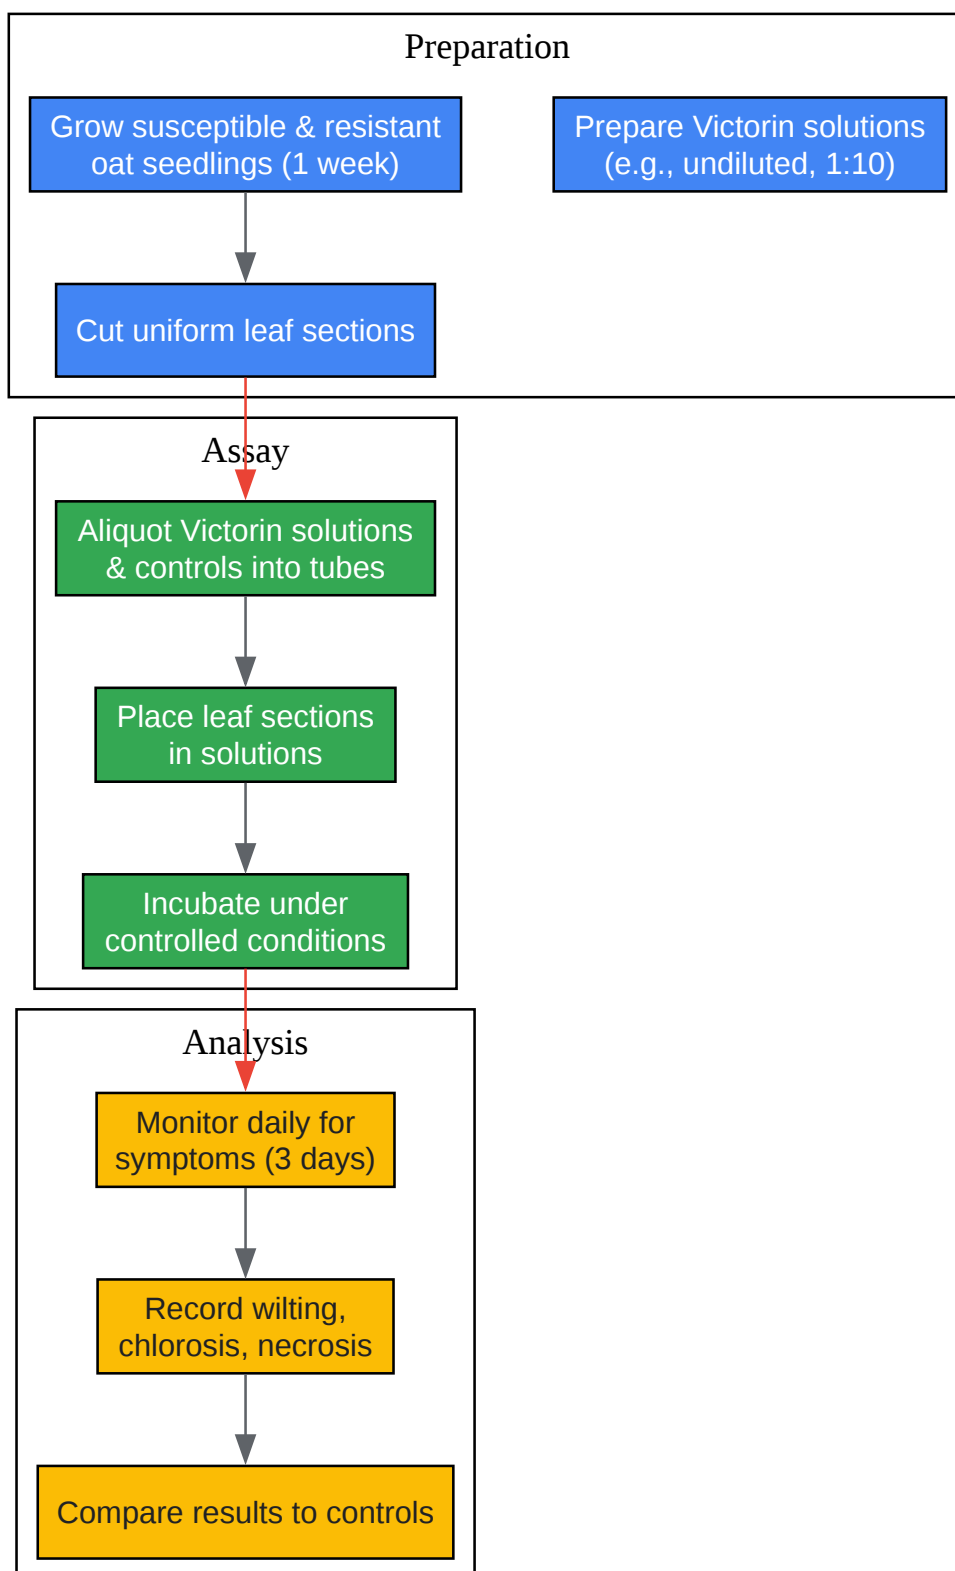 Preparation
Grow susceptible & resistant
oat seedlings (1 week)
Prepare Victorin solutions
(e.g., undiluted, 1:10)
Cut uniform leaf sections
Assay
Aliquot Victorin solutions
& controls into tubes
Place leaf sections
in solutions
Incubate under
controlled conditions
Analysis
Monitor daily for
symptoms (3 days)
Record wilting,
chlorosis, necrosis
Compare results to controls